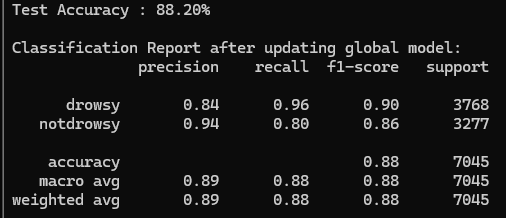 Test Accuracy : 88.20%
Classification Report after updating global model:
precision recall f1-score support
drowsy 0.84 0.96 0.90 3768
notdrowsy 0.94 0.80 0.86 3277
accuracy 0.88 7045
macro avg 0.89 0.88 0.88 7045
weighted avg 0.89 0.88 0.88 7045